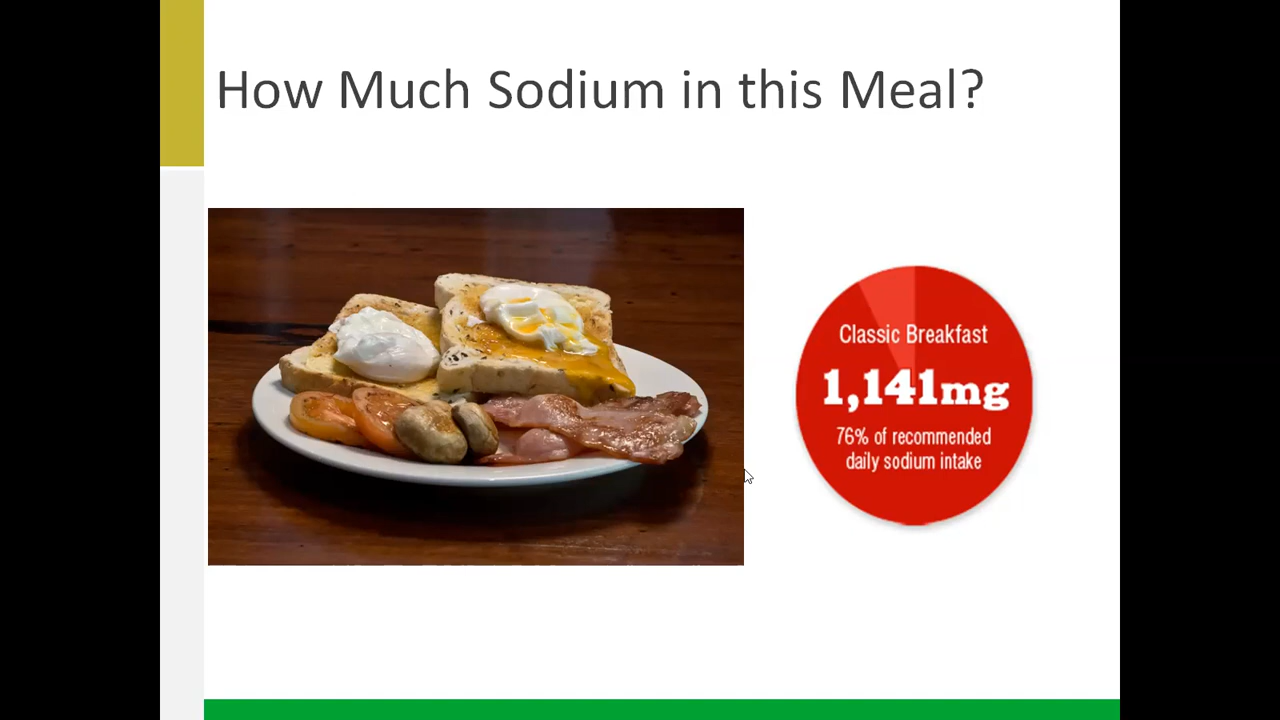 How Much Sodium in this Meal?
Classic Breakfast
1,141mg
76% of recommended
daily sodium intake